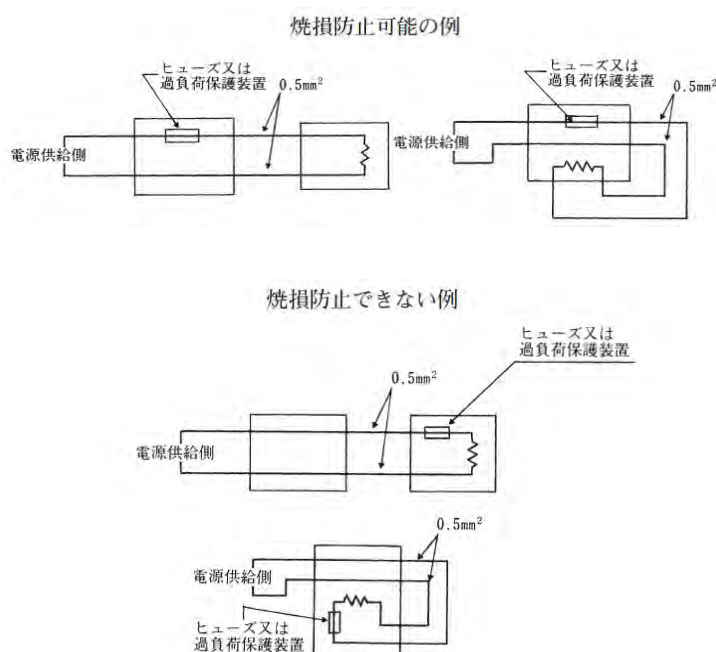 焼損防止可能の例
ヒューズ又は
過負荷保護装置
0.5mm²
電源供給側
ヒューズ又は
過負荷保護装置
0.5mm²
電源供給側
焼損防止できない例
ヒューズ又は
過負荷保護装置
0.5mm²
電源供給側
0.5mm²
電源供給側
ヒューズ又は
過負荷保護装置